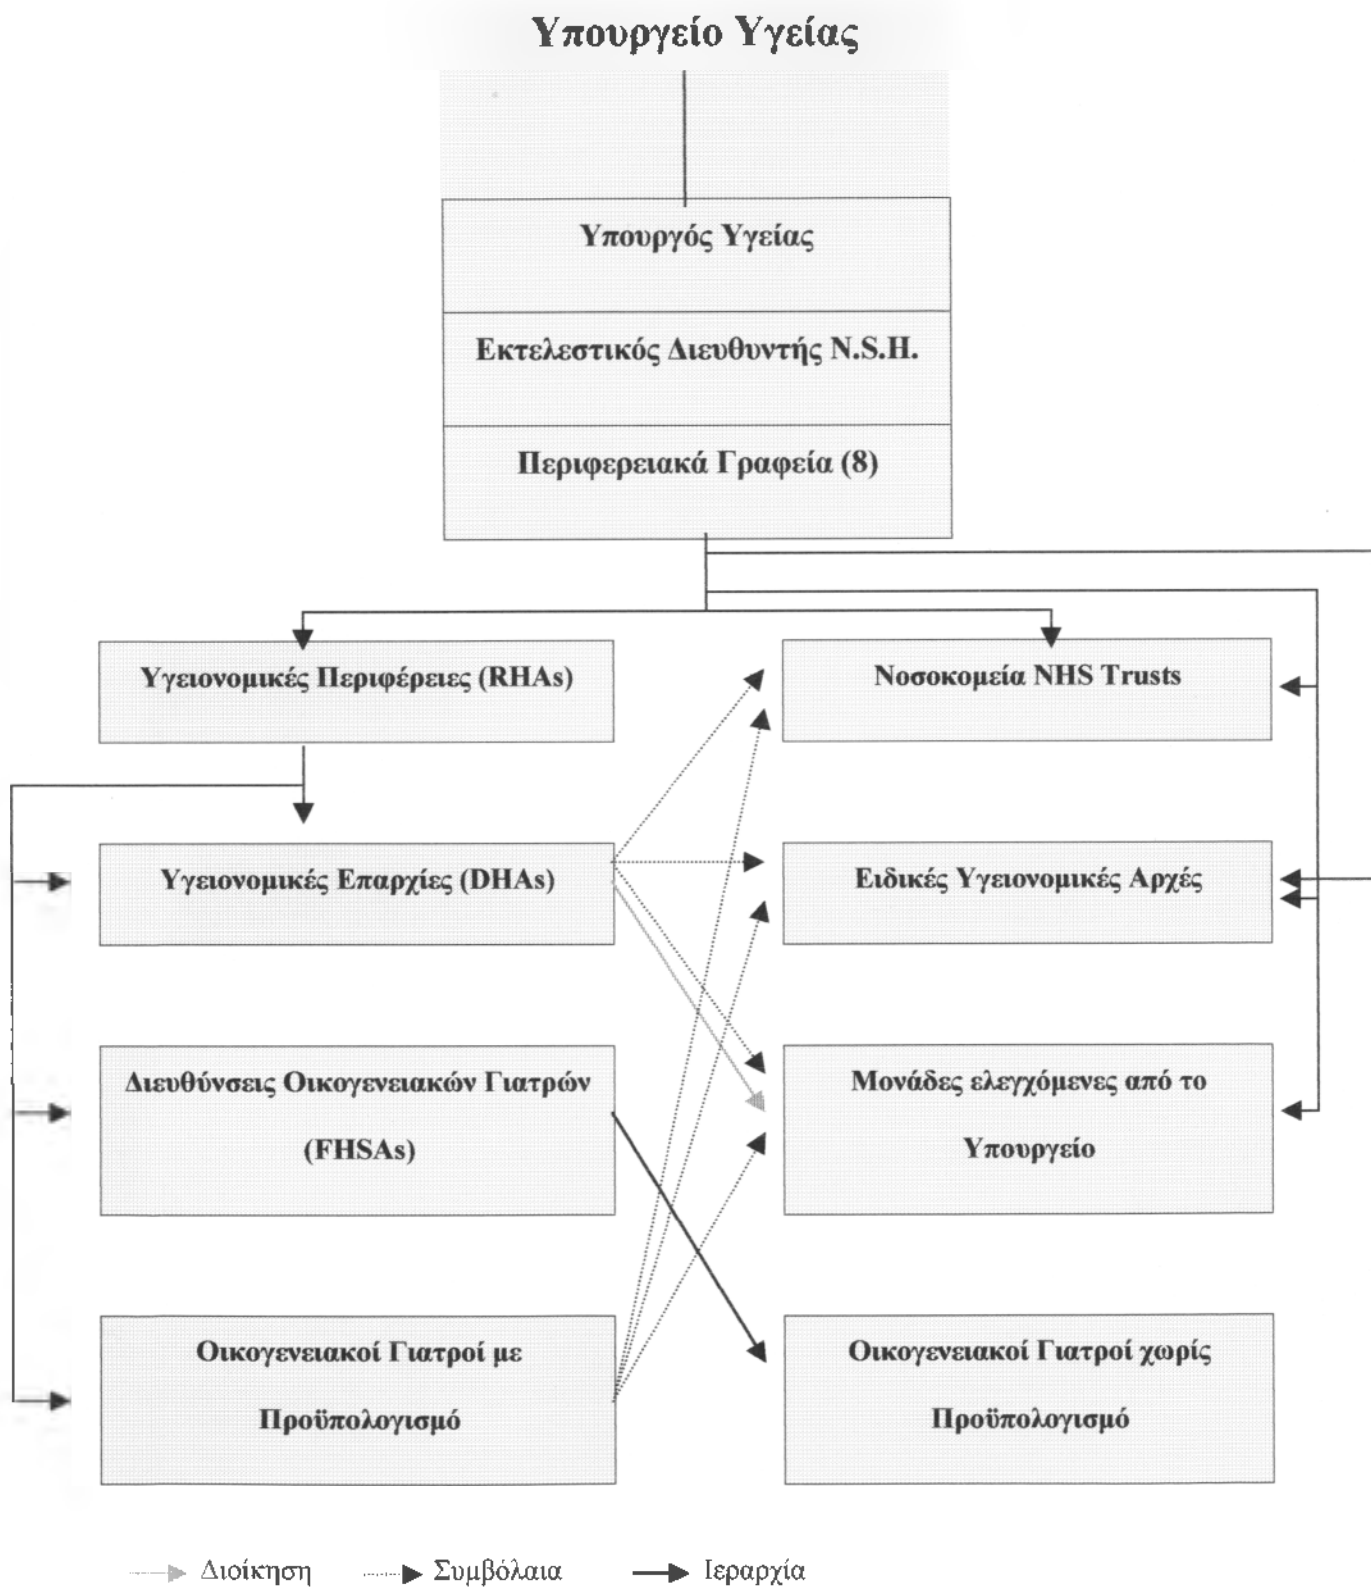 Υπουργείο Υγείας
Υπουργός Υγείας
Εκτελεστικός Διευθυντής N.S.H.
Περιφερειακά Γραφεία (8)
Υγειονομικές Περιφέρειες (RHAs)
Νοσοκομεία NHS Trusts
Υγειονομικές Επαρχίες (DHAs)
Ειδικές Υγειονομικές Αρχές
Διευθύνσεις Οικογενειακών Γιατρών
(FHSAs)
Μονάδες ελεγχόμενες από το
Υπουργείο
Οικογενειακοί Γιατροί με
Προϋπολογισμό
Οικογενειακοί Γιατροί χωρίς
Προϋπολογισμό
Διοίκηση
Συμβόλαια
Ιεραρχία